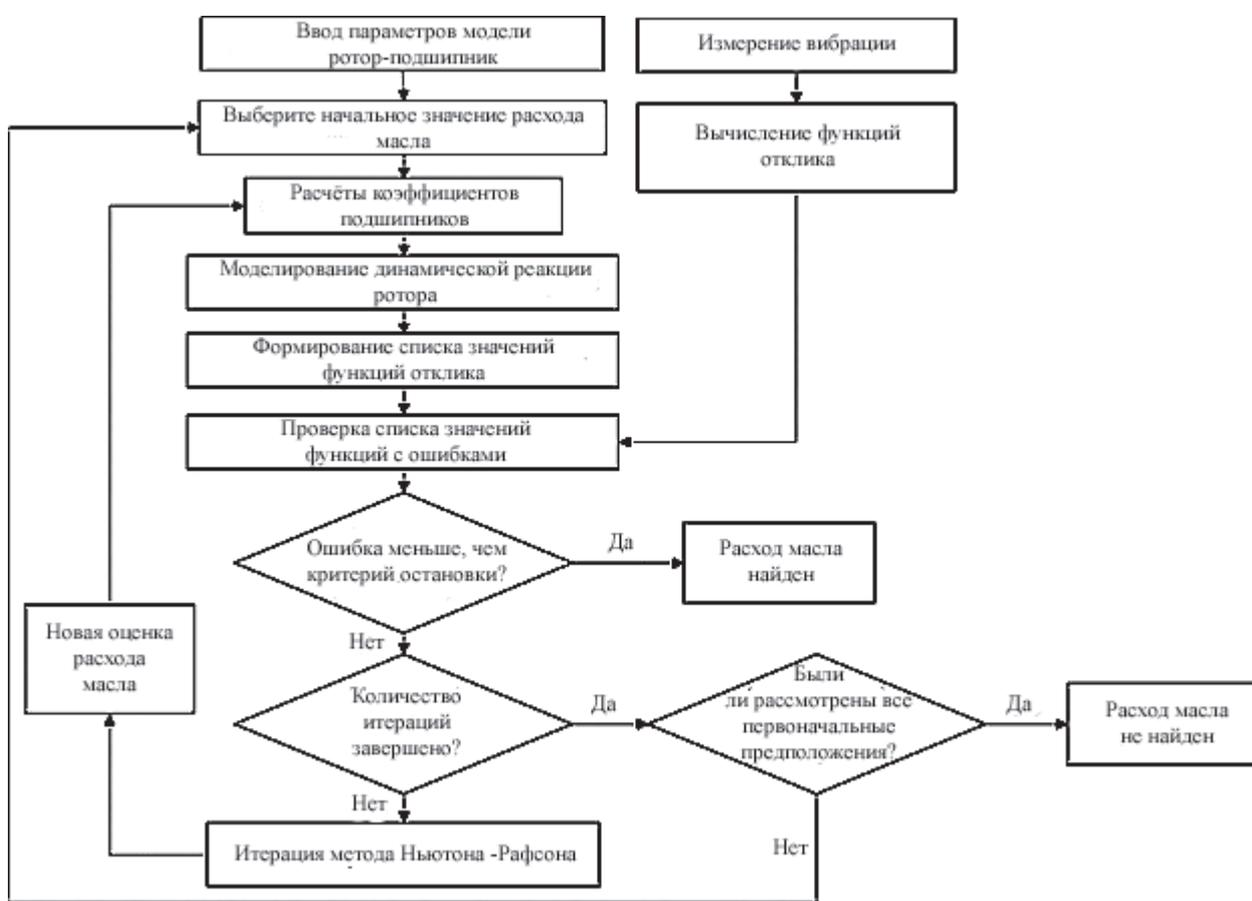 Ввод параметров модели
ротор-подшипник
Измерение вибрации
Выберите начальное значение расхода
масла
Вычисление функций
отклика
Расчёты коэффициентов
подшипников
Моделирование динамической реакции
ротора
Формирование списка значений
функций отклика
Проверка списка значений
функций с ошибками
Ошибка меньше, чем
критерий остановки?
Да
Расход масла
найден
Нет
Новая оценка
расхода
масла
Количество
итераций
завершено?
Да
Были
ли рассмотрены все
первоначальные
предположения?
Да
Расход масла
не найден
Нет
Итерация метода Ньютона -Рафсона
Нет